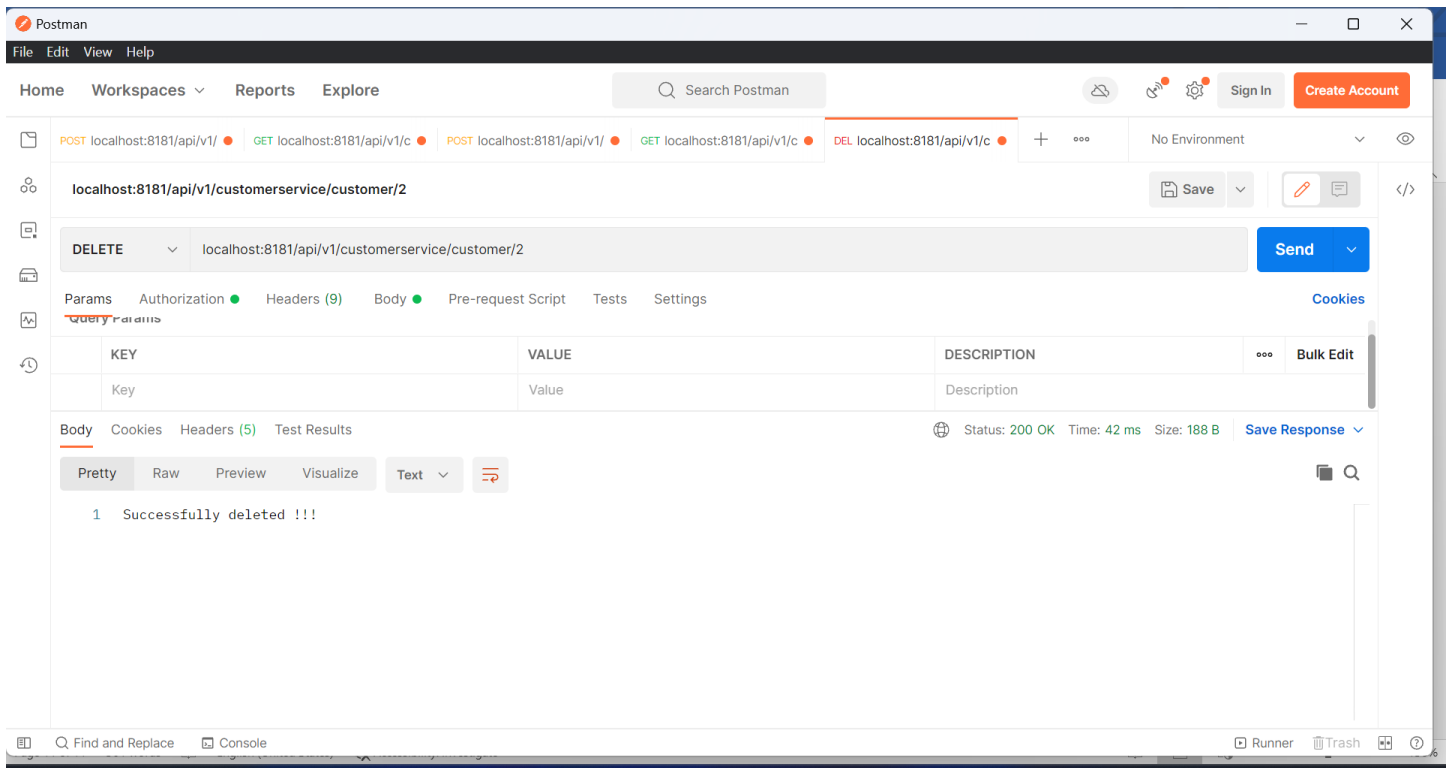 Postman
File Edit View Help
Home Workspaces Reports Explore Search Postman Sign In Create Account
POST localhost:8181/api/v1/ GET localhost:8181/api/v1/c POST localhost:8181/api/v1/ GET localhost:8181/api/v1/c DEL localhost:8181/api/v1/c No Environment
localhost:8181/api/v1/customerservice/customer/2 Save
DELETE localhost:8181/api/v1/customerservice/customer/2 Send
Params Authorization Headers (9) Body Pre-request Script Tests Settings Cookies
Query Params
KEY VALUE DESCRIPTION Bulk Edit
Key Value Description
Body Cookies Headers (5) Test Results Status: 200 OK Time: 42 ms Size: 188 B Save Response
Pretty Raw Preview Visualize Text
1 Successfully deleted !!!
Find and Replace Console Runner Trash